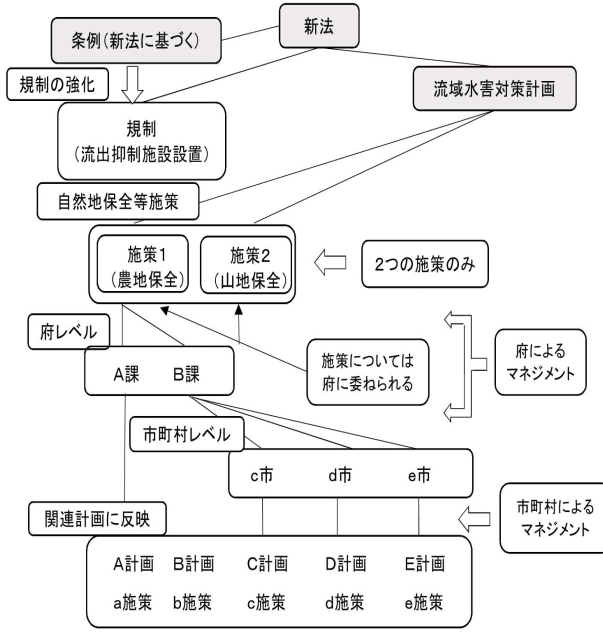 新法
条例(新法に基づく)
規制の強化
流域水害対策計画
規制
(流出抑制施設設置)
自然地保全等施策
施策1
(農地保全)
施策2
(山地保全)
2つの施策のみ
府レベル
A課 B課
施策については
府に委ねられる
府による
マネジメント
市町村レベル
c市 d市 e市
関連計画に反映
市町村による
マネジメント
A計画 B計画 C計画 D計画 E計画
a施策 b施策 c施策 d施策 e施策